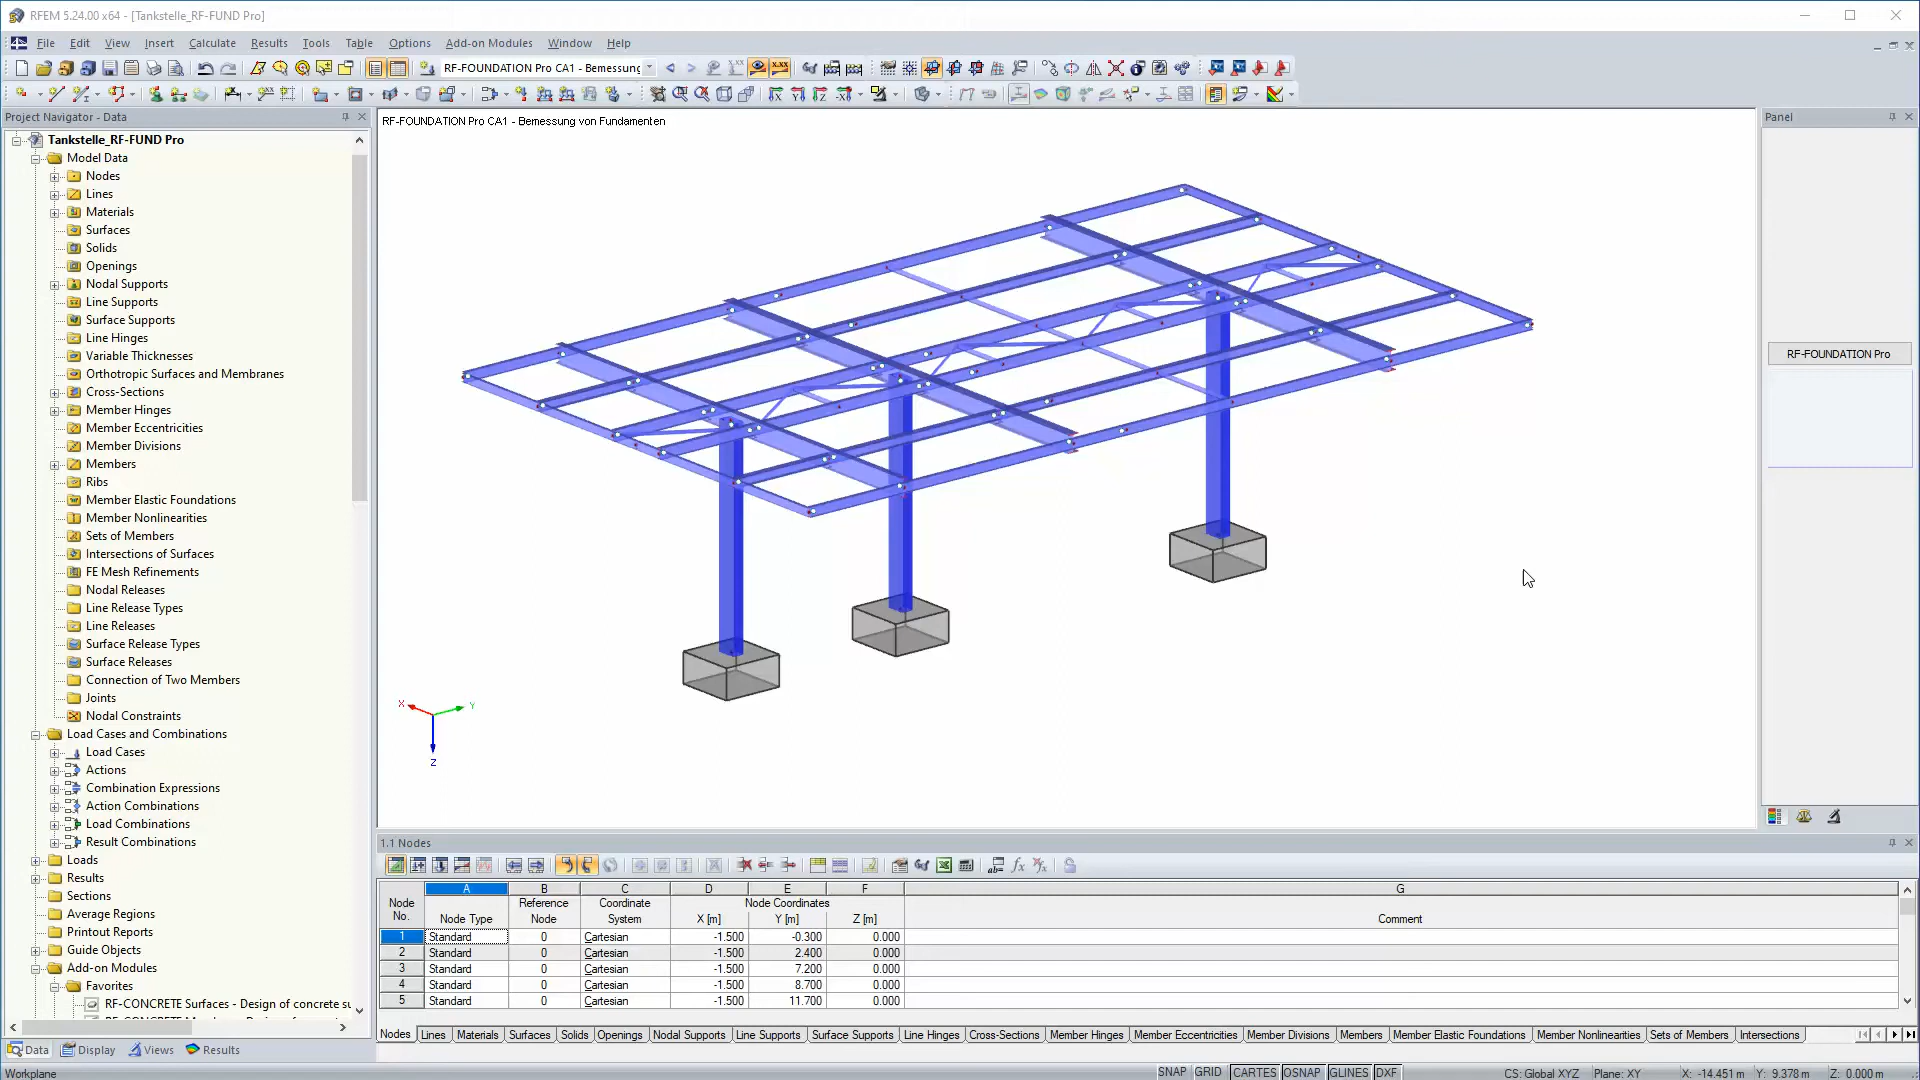 RFEM 5.24.00 x64 - [Tankstelle_RF-FUND Pro]
File Edit View Insert Calculate Results Tools Table Options Add-on Modules Window Help
RF-FOUNDATION Pro CA1 - Bemessung
Project Navigator - Data
Tankstelle_RF-FUND Pro
Model Data
Nodes
Lines
Materials
Surfaces
Solids
Openings
Nodal Supports
Line Supports
Surface Supports
Line Hinges
Variable Thicknesses
Orthotropic Surfaces and Membranes
Cross-Sections
Member Hinges
Member Eccentricities
Member Divisions
Members
Ribs
Member Elastic Foundations
Member Nonlinearities
Sets of Members
Intersections of Surfaces
FE Mesh Refinements
Nodal Releases
Line Release Types
Line Releases
Surface Release Types
Surface Releases
Connection of Two Members
Joints
Nodal Constraints
Load Cases and Combinations
Load Cases
Actions
Combination Expressions
Action Combinations
Load Combinations
Result Combinations
Loads
Results
Sections
Average Regions
Printout Reports
Guide Objects
Add-on Modules
Favorites
RF-CONCRETE Surfaces - Design of concrete su
Data Display Views Results
RF-FOUNDATION Pro CA1 - Bemessung von Fundamenten
X Y
Z
Panel
RF-FOUNDATION Pro
1.1 Nodes
A B C D E F G
Node Reference Coordinate Node Coordinates
No. Node Type Node System X [m] Y [m] Z [m] Comment
1 Standard 0 Cartesian -1.500 -0.300 0.000
2 Standard 0 Cartesian -1.500 2.400 0.000
3 Standard 0 Cartesian -1.500 7.200 0.000
4 Standard 0 Cartesian -1.500 8.700 0.000
5 Standard 0 Cartesian -1.500 11.700 0.000
Nodes Lines Materials Surfaces Solids Openings Nodal Supports Line Supports Surface Supports Line Hinges Cross-Sections Member Hinges Member Eccentricities Member Divisions Members Member Elastic Foundations Member Nonlinearities Sets of Members Intersections
Workplane SNAP GRID CARTES OSNAP GLINES DXF CS: Global XYZ Plane: XY X: -14.451 m Y: 9.378 m Z: 0.000 m